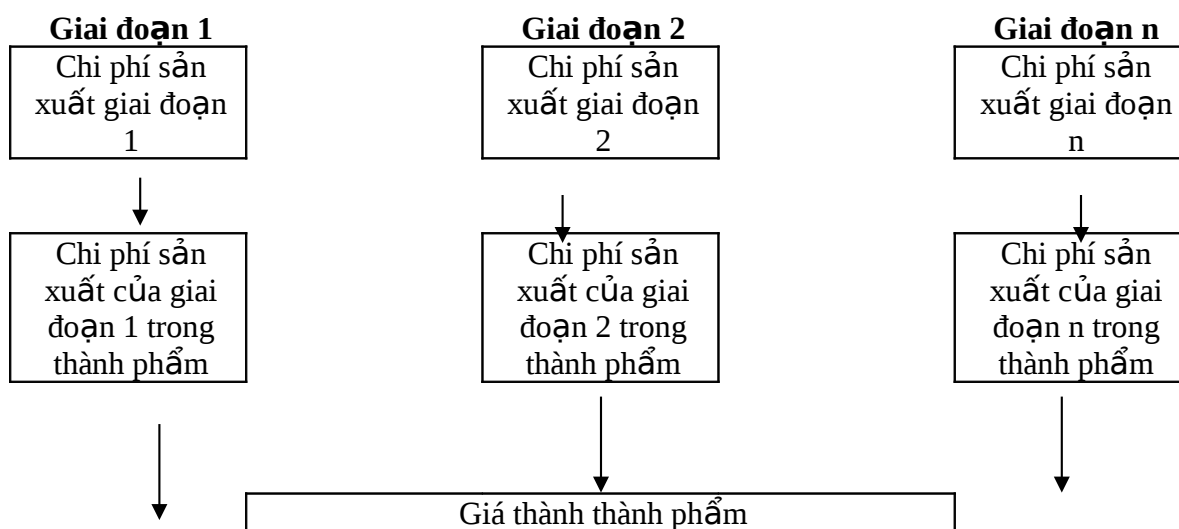 Giai đoạn 1
Giai đoạn 2
Giai đoạn n
Chi phí sản
xuất giai đoạn
1
Chi phí sản
xuất giai đoạn
2
Chi phí sản
xuất giai đoạn
n
Chi phí sản
xuất của giai
đoạn 1 trong
thành phẩm
Chi phí sản
xuất của giai
đoạn 2 trong
thành phẩm
Chi phí sản
xuất của giai
đoạn n trong
thành phẩm
Giá thành thành phẩm